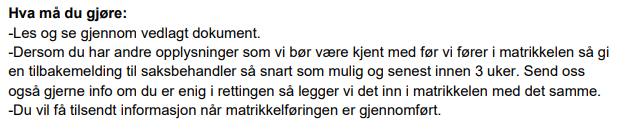 Hva må du gjøre:
-Les og se gjennom vedlagt dokument.
-Dersom du har andre opplysninger som vi bør være kjent med før vi fører i matrikkelen så gi
en tilbakemelding til saksbehandler så snart som mulig og senest innen 3 uker. Send oss
også gjerne info om du er enig i rettingen så legger vi det inn i matrikkelen med det samme.
-Du vil få tilsendt informasjon når matrikkelføringen er gjennomført.